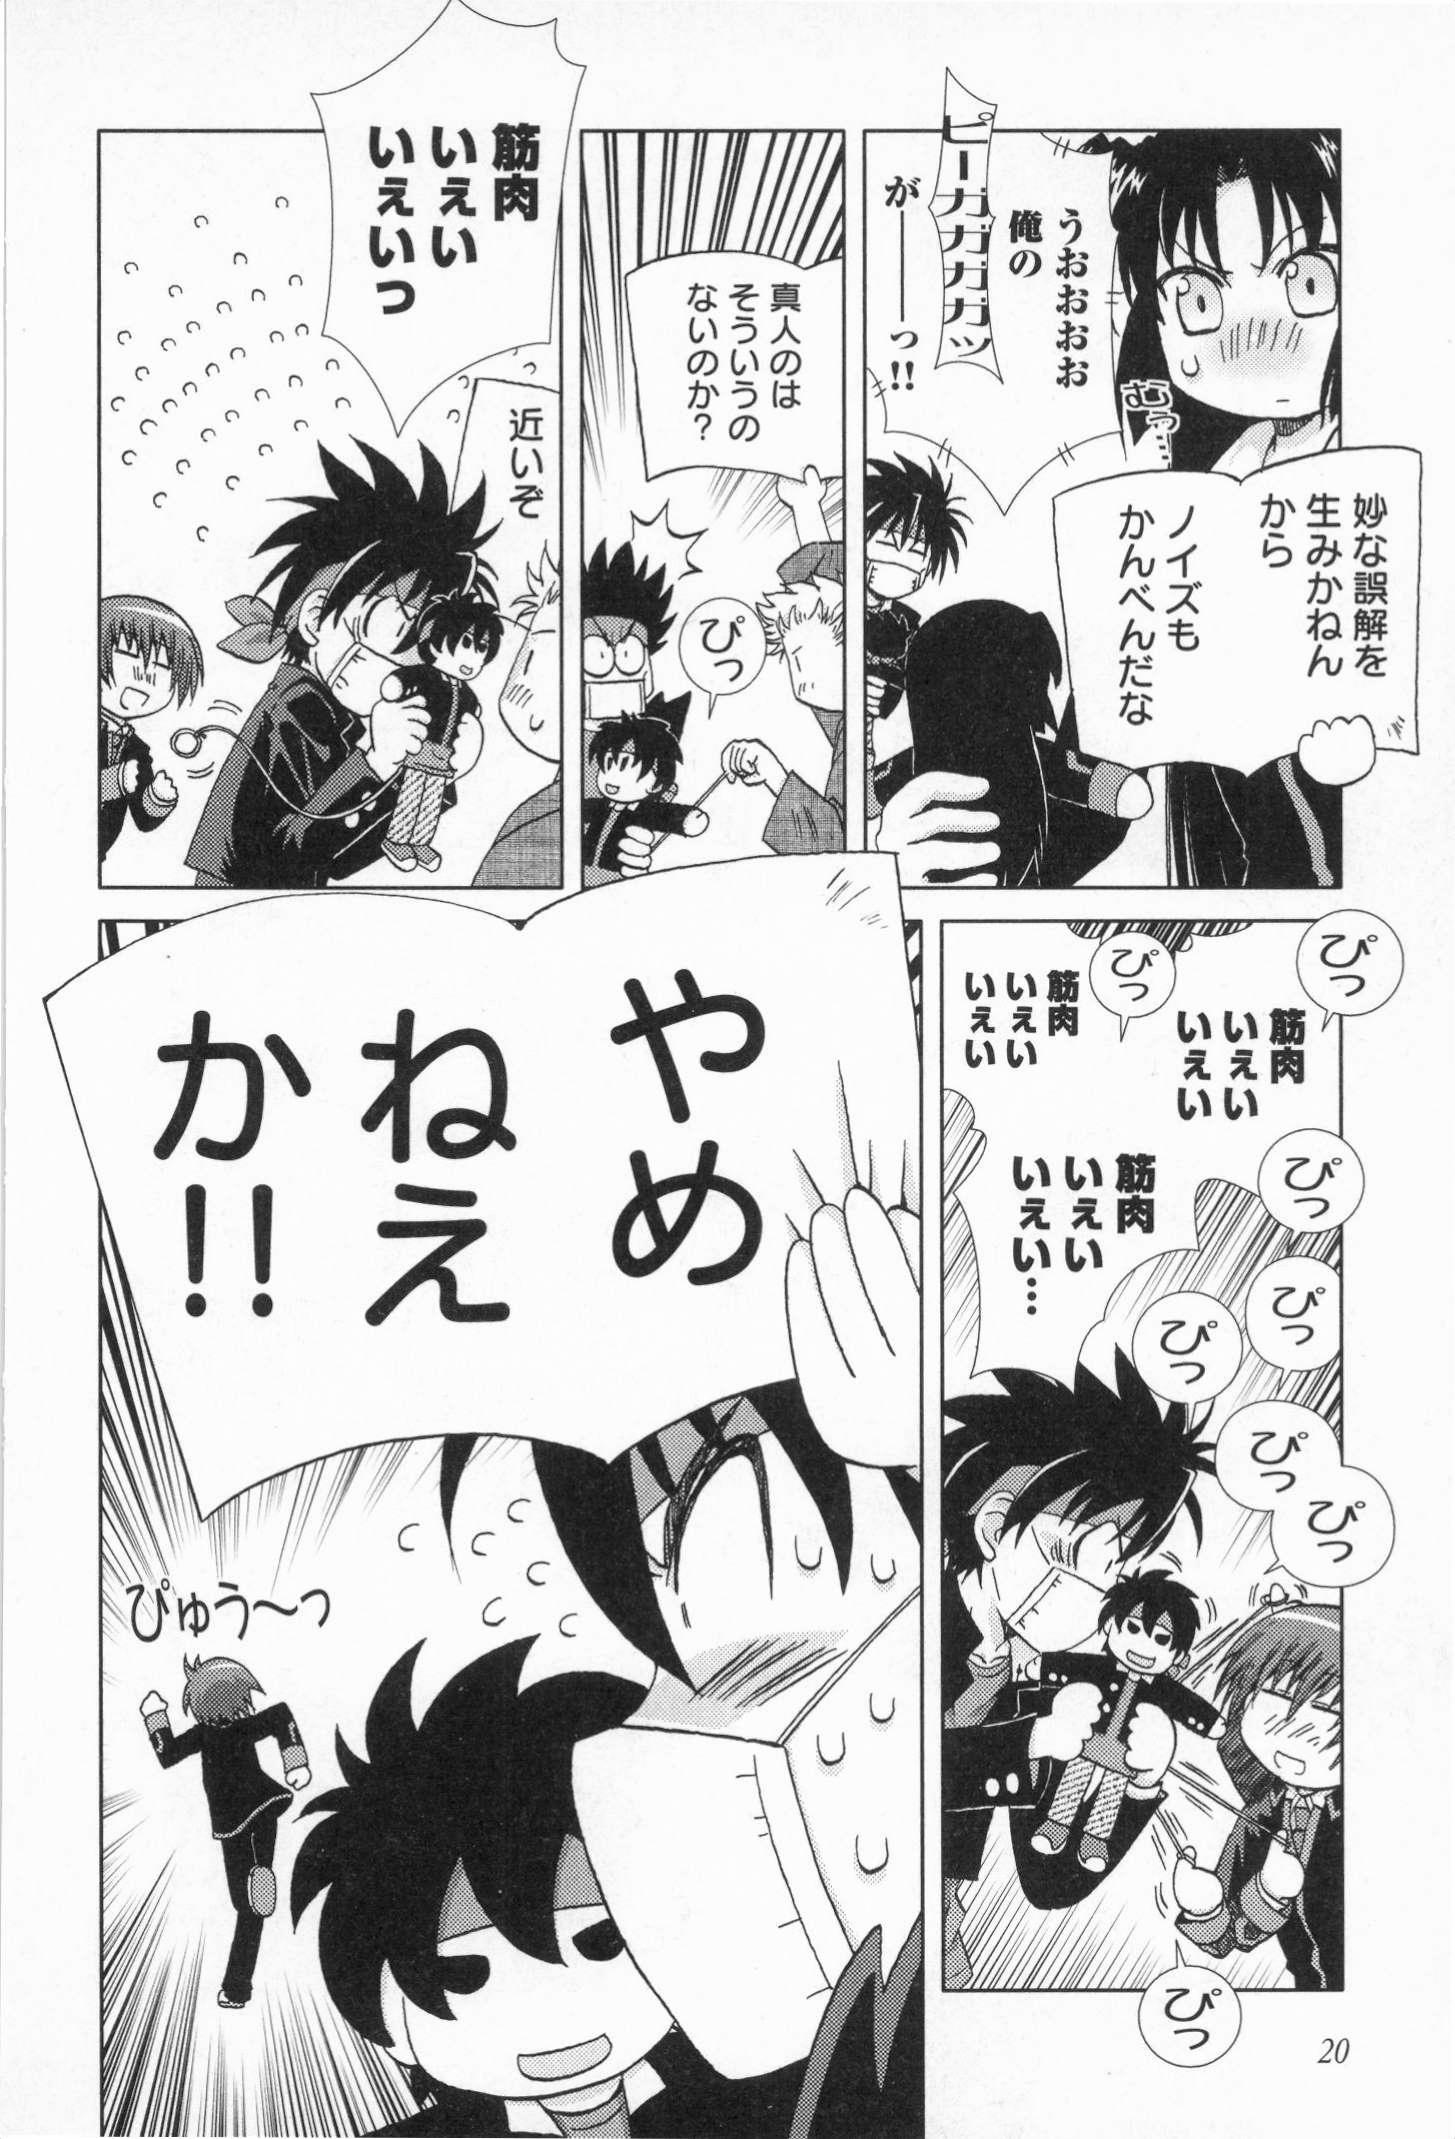 うおおおお
俺の
ピーガガガガッ
が――っ!!
むうっ…
妙な誤解を
生みかねん
から
ノイズも
かんべんだな
真人のは
そういうの
ないのか?
ぴっ
筋肉
いぇい
いぇいっ
近いぞ
ぴっ
ぴっ
筋肉
いぇい
いぇい
筋肉
いぇい
いぇい
ぴっ
筋肉
いぇい
いぇい…
ぴっ
ぴっ
ぴっ
ぴっ
ぴっ
やめ
ねえ
か!!
ぴゅう～っ
20